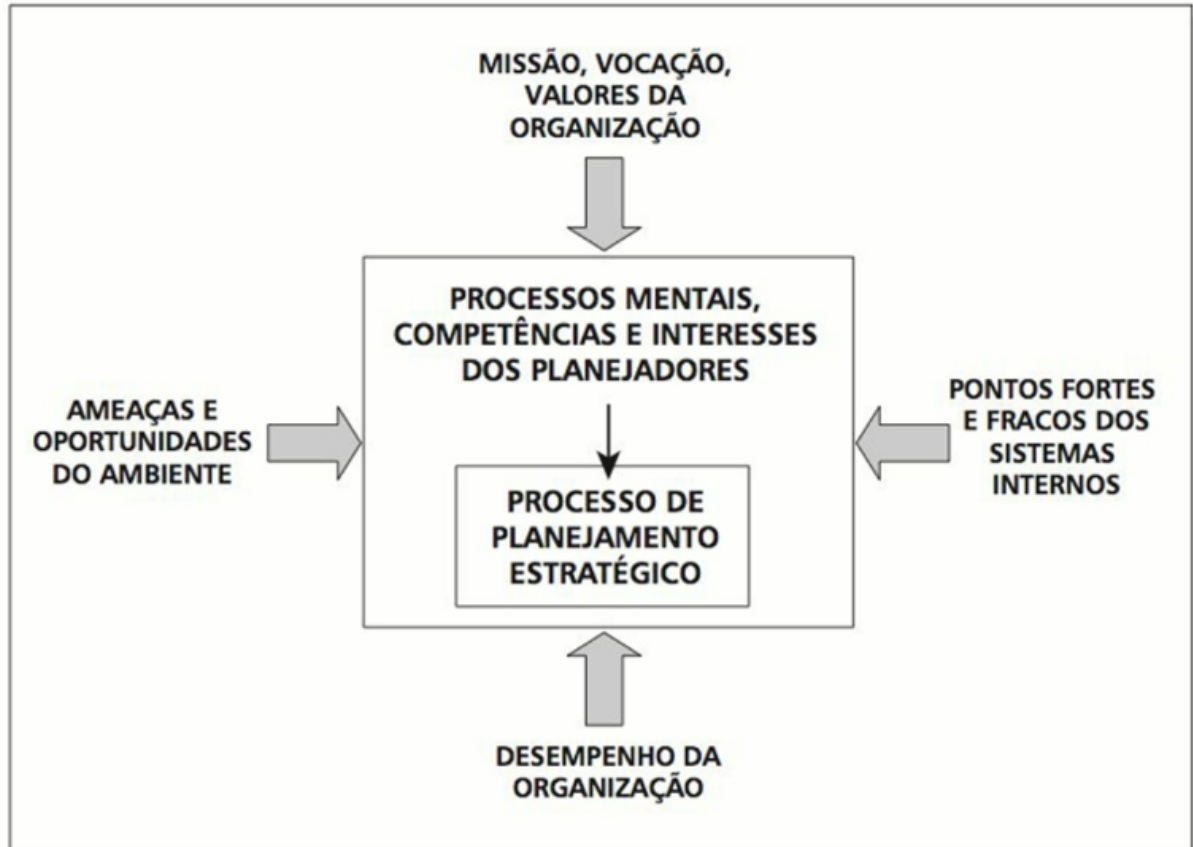 MISSÃO, VOCAÇÃO,
VALORES DA
ORGANIZAÇÃO
PROCESSOS MENTAIS,
COMPETÊNCIAS E INTERESSES
DOS PLANEJADORES
AMEAÇAS E
OPORTUNIDADES
DO AMBIENTE
PONTOS FORTES
E FRACOS DOS
SISTEMAS
INTERNOS
PROCESSO DE
PLANEJAMENTO
ESTRATÉGICO
DESEMPENHO DA
ORGANIZAÇÃO